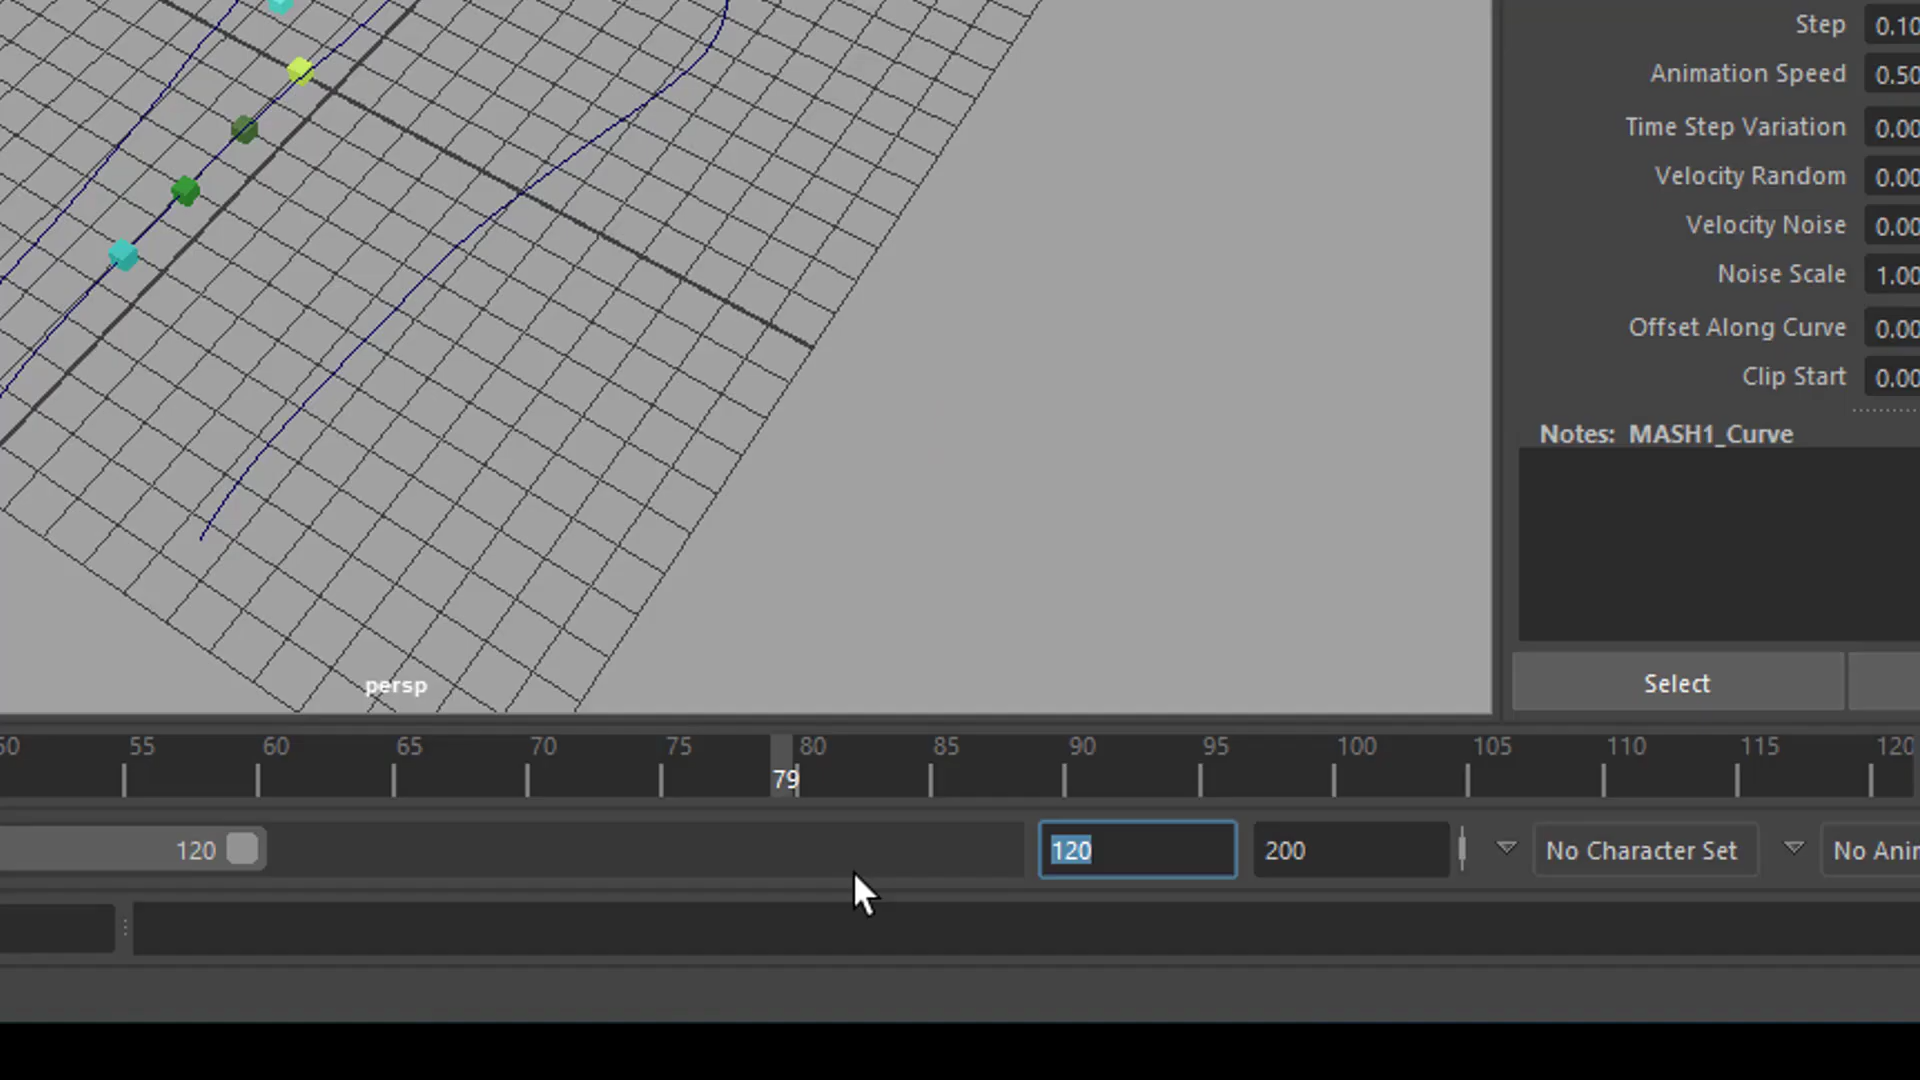 Step 0.10
Animation Speed 0.50
Time Step Variation 0.00
Velocity Random 0.00
Velocity Noise 0.00
Noise Scale 1.00
Offset Along Curve 0.00
Clip Start 0.00
Notes: MASH1_Curve
Select
persp
50 55 60 65 70 75 80 85 90 95 100 105 110 115 120
79
120 120 200 No Character Set No Anim